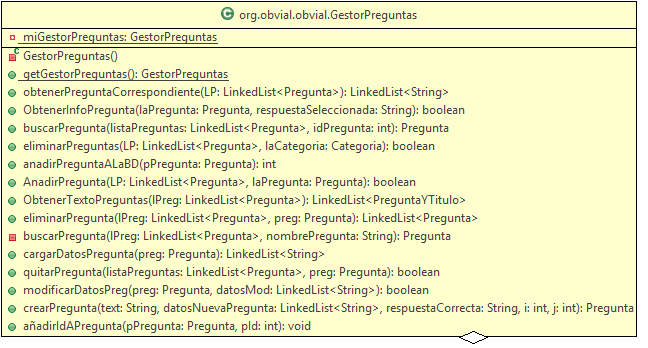 org.obvial.obvial.GestorPreguntas
miGestorPreguntas: GestorPreguntas
GestorPreguntas()
getGestorPreguntas(): GestorPreguntas
obtenerPreguntaCorrespondiente(LP: LinkedList<Pregunta>): LinkedList<String>
ObtenerInfoPregunta(laPregunta: Pregunta, respuestaSeleccionada: String): boolean
buscarPregunta(listaPreguntas: LinkedList<Pregunta>, idPregunta: int): Pregunta
eliminarPreguntas(LP: LinkedList<Pregunta>, laCategoria: Categoria): boolean
anadirPreguntaALaBD(pPregunta: Pregunta): int
AnadirPregunta(LP: LinkedList<Pregunta>, laPregunta: Pregunta): boolean
ObtenerTextoPreguntas(lPreg: LinkedList<Pregunta>): LinkedList<PreguntaYTitulo>
eliminarPregunta(lPreg: LinkedList<Pregunta>, preg: Pregunta): LinkedList<Pregunta>
buscarPregunta(lPreg: LinkedList<Pregunta>, nombrePregunta: String): Pregunta
cargarDatosPregunta(preg: Pregunta): LinkedList<String>
quitarPregunta(listaPreguntas: LinkedList<Pregunta>, preg: Pregunta): boolean
modificarDatosPreg(preg: Pregunta, datosMod: LinkedList<String>): boolean
crearPregunta(text: String, datosNuevaPregunta: LinkedList<String>, respuestaCorrecta: String, i: int, j: int): Pregunta
añadirIdAPregunta(pPregunta: Pregunta, pId: int): void